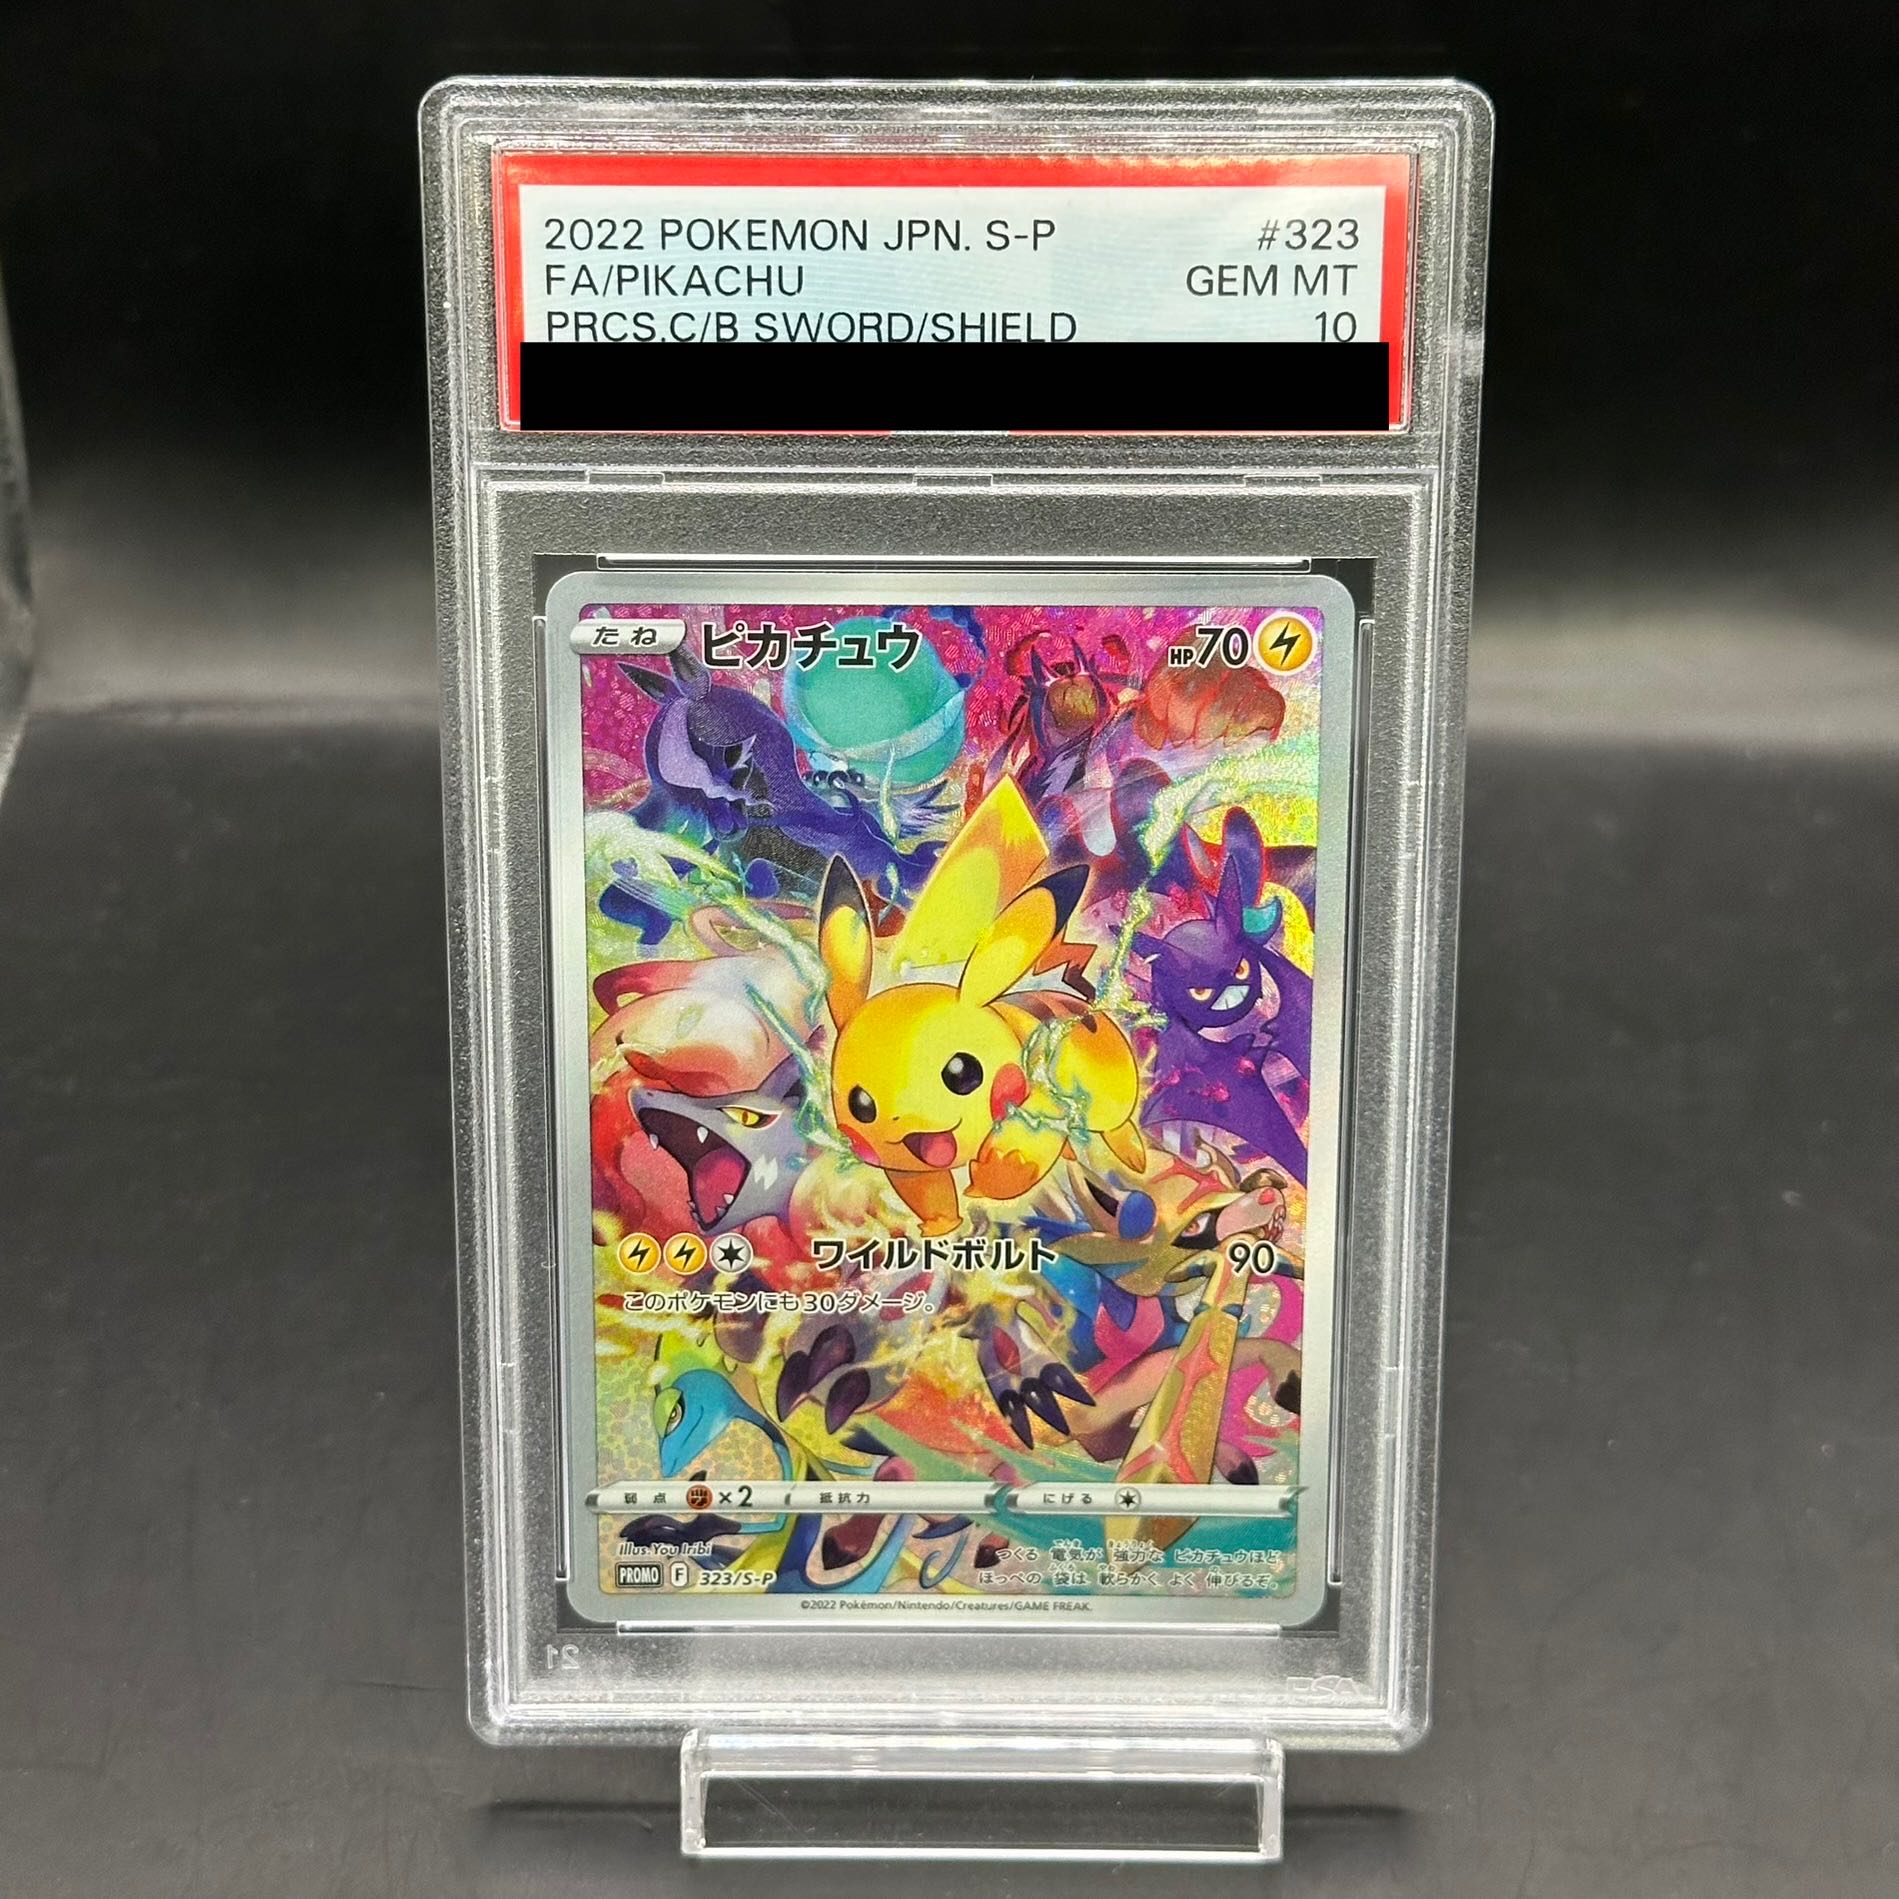 2022 POKEMON JPN. S-P #323
FA/PIKACHU GEM MT
PRCS.C/B SWORD/SHIELD 10
たね ピカチュウ HP70
ワイルドボルト 90
このポケモンにも30ダメージ。
弱点 ×2 抵抗力 にげる
Illus. You Iribi
PROMO F 323/S-P
つくる 電気が 強力な ピカチュウほど
ほっぺの 袋は 軟らかく よく 伸びるぞ。
©2022 Pokémon/Nintendo/Creatures/GAME FREAK.
21 PSA